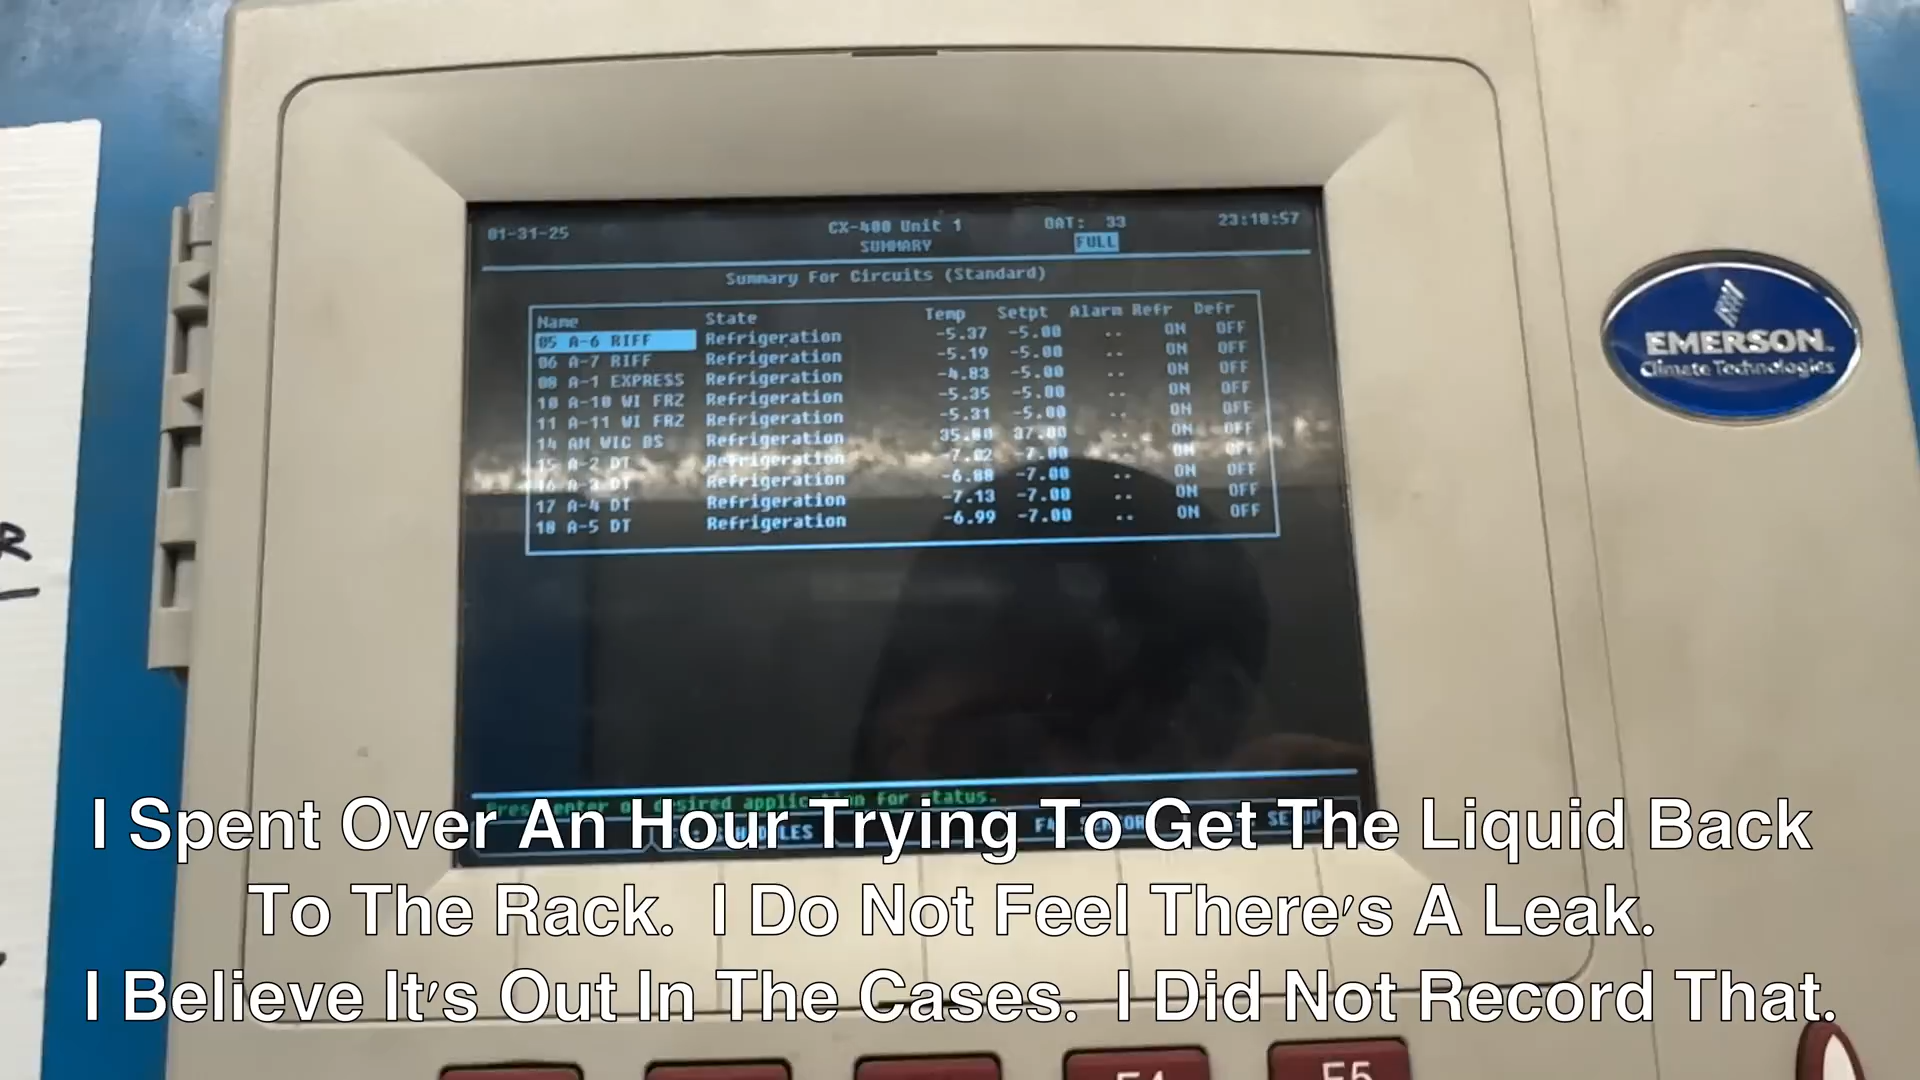 01-31-25 CX-400 Unit 1 OAT: 33 23:18:57
SUMMARY FULL
Summary For Circuits (Standard)
Name State Temp Setpt Alarm Refr Defr
05 A-6 RIFF Refrigeration -5.37 -5.00 .. ON OFF
06 A-7 RIFF Refrigeration -5.19 -5.00 .. ON OFF
08 A-1 EXPRESS Refrigeration -4.83 -5.00 .. ON OFF
10 A-10 WI FRZ Refrigeration -5.35 -5.00 .. ON OFF
11 A-11 WI FRZ Refrigeration -5.31 -5.00 .. ON OFF
14 AM WIC DS Refrigeration 35.80 37.00 .. ON OFF
15 A-2 DT Refrigeration -7.02 -7.00 .. ON OFF
16 A-3 DT Refrigeration -6.88 -7.00 .. ON OFF
17 A-4 DT Refrigeration -7.13 -7.00 .. ON OFF
18 A-5 DT Refrigeration -6.99 -7.00 .. ON OFF
EMERSON
Climate Technologies
Press enter on desired application for status.
I Spent Over An Hour Trying To Get The Liquid Back
To The Rack. I Do Not Feel There's A Leak.
I Believe It's Out In The Cases. I Did Not Record That.
F4 F5